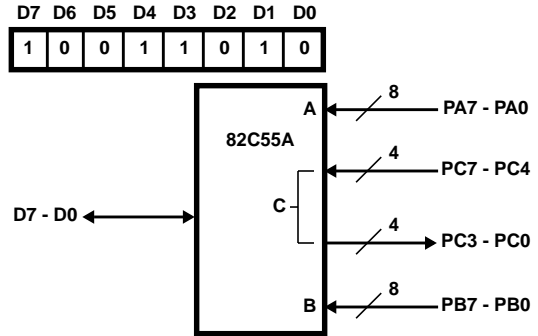 D7 D6 D5 D4 D3 D2 D1 D0
1 0 0 1 1 0 1 0
8
A PA7 - PA0
82C55A
4
PC7 - PC4
C
D7 - D0
4
PC3 - PC0
8
B PB7 - PB0